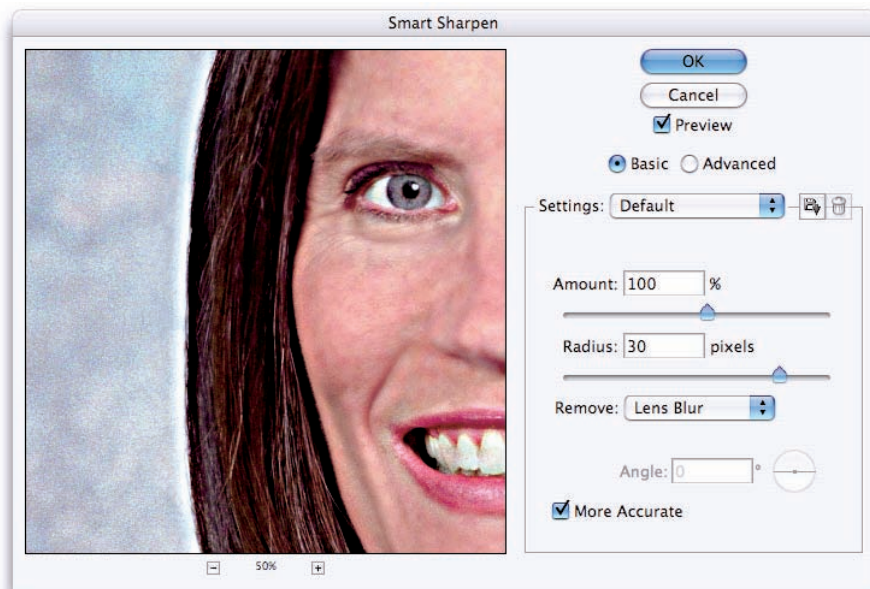 Smart Sharpen
OK
Cancel
Preview
Basic Advanced
Settings: Default
Amount: 100 %
Radius: 30 pixels
Remove: Lens Blur
Angle: 0 °
More Accurate
50%